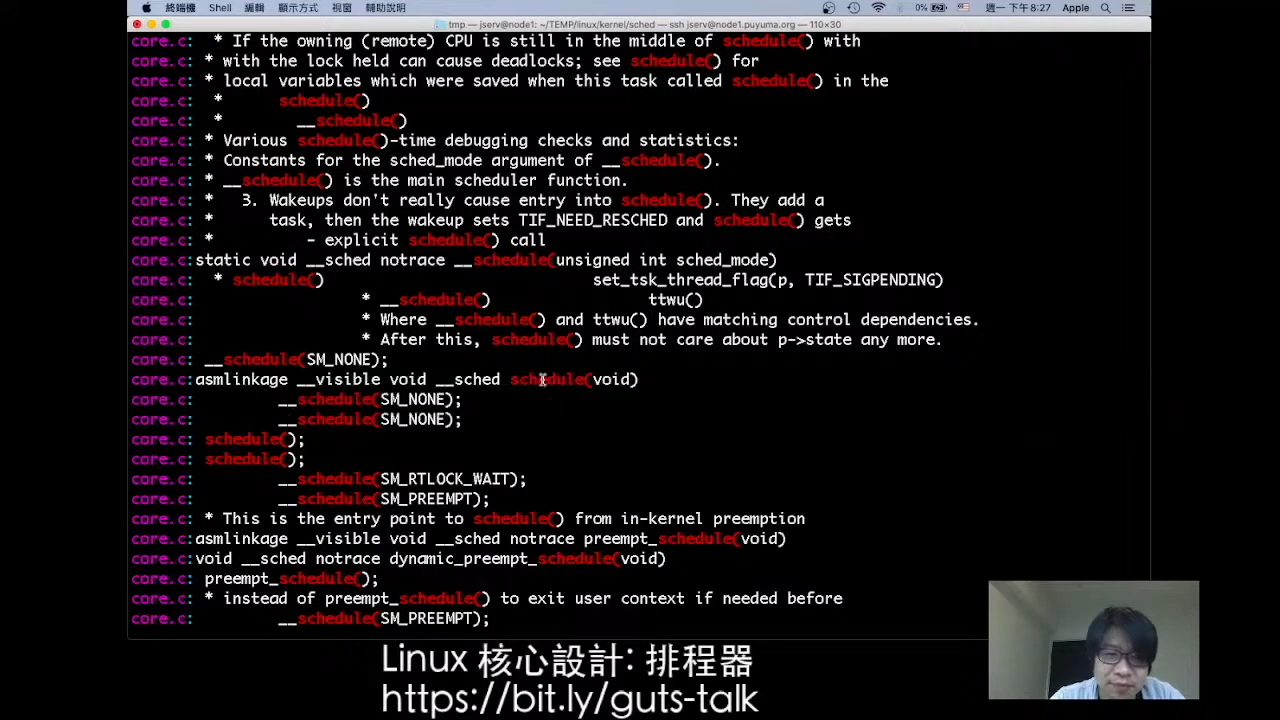 終端機 Shell 編輯 顯示方式 視窗 輔助說明 0% 週一 下午 8:27 Apple
tmp — jserv@node1: ~/TEMP/linux/kernel/sched — ssh jserv@node1.puyuma.org — 110×30
core.c: * If the owning (remote) CPU is still in the middle of schedule() with
core.c: * with the lock held can cause deadlocks; see schedule() for
core.c: * local variables which were saved when this task called schedule() in the
core.c: * schedule()
core.c: * __schedule()
core.c: * Various schedule()-time debugging checks and statistics:
core.c: * Constants for the sched_mode argument of __schedule().
core.c: * __schedule() is the main scheduler function.
core.c: * 3. Wakeups don't really cause entry into schedule(). They add a
core.c: * task, then the wakeup sets TIF_NEED_RESCHED and schedule() gets
core.c: * - explicit schedule() call
core.c:static void __sched notrace __schedule(unsigned int sched_mode)
core.c: * schedule() set_tsk_thread_flag(p, TIF_SIGPENDING)
core.c: * __schedule() ttwu()
core.c: * Where __schedule() and ttwu() have matching control dependencies.
core.c: * After this, schedule() must not care about p->state any more.
core.c: __schedule(SM_NONE);
core.c:asmlinkage __visible void __sched schedule(void)
core.c: __schedule(SM_NONE);
core.c: __schedule(SM_NONE);
core.c: schedule();
core.c: schedule();
core.c: __schedule(SM_RTLOCK_WAIT);
core.c: __schedule(SM_PREEMPT);
core.c: * This is the entry point to schedule() from in-kernel preemption
core.c:asmlinkage __visible void __sched notrace preempt_schedule(void)
core.c:void __sched notrace dynamic_preempt_schedule(void)
core.c: preempt_schedule();
core.c: * instead of preempt_schedule() to exit user context if needed before
core.c: __schedule(SM_PREEMPT);
Linux 核心設計: 排程器
https://bit.ly/guts-talk